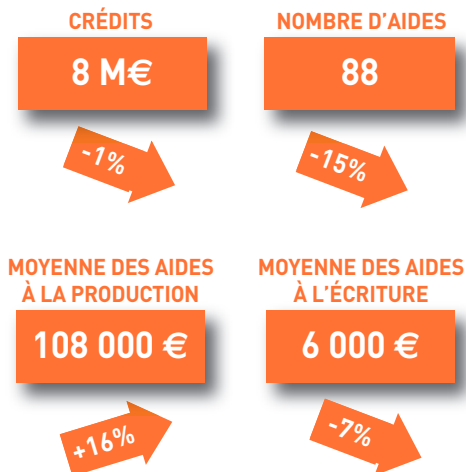 CRÉDITS
8 M€
-1%
NOMBRE D'AIDES
88
-15%
MOYENNE DES AIDES
À LA PRODUCTION
108 000 €
+16%
MOYENNE DES AIDES
À L'ÉCRITURE
6 000 €
-7%